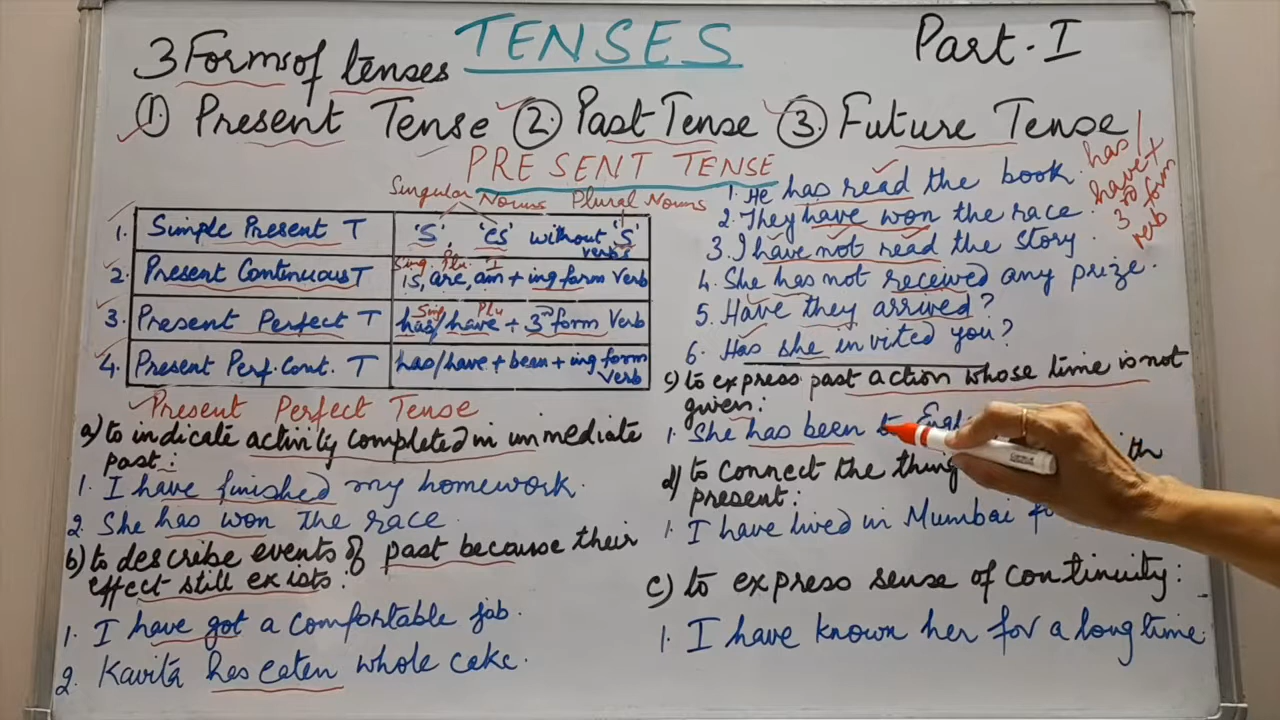 TENSES
Part-I
3 Forms of tenses
① Present Tense ② Past Tense ③ Future Tense
PRESENT TENSE
Singular Nouns Plural Nouns
1. Simple Present T 'S', 'es' without 'S' verbs
Sing. Plu. I
2. Present Continuous T is, are, am + ing form Verb
Sing Plu
3. Present Perfect T has/have + 3rd form Verb
4. Present Perf. Cont. T has/have + been + ing form Verb
Present Perfect Tense
a) to indicate activity completed in immediate
past:
1. I have finished my homework.
2. She has won the race.
b) to describe events of past because their
effect still exists:
1. I have got a comfortable job.
2. Kavita has eaten whole cake.
1. He has read the book.
2. They have won the race.
3. I have not read the story
4. She has not received any prize.
5. Have they arrived?
6. Has she invited you?
has/
have +
3rd form
verb
c) to express past action whose time is not
given:
1. She has been to
d) to connect the thing
present:
1. I have lived in Mumbai
c) to express sense of continuity:
1. I have known her for a long time